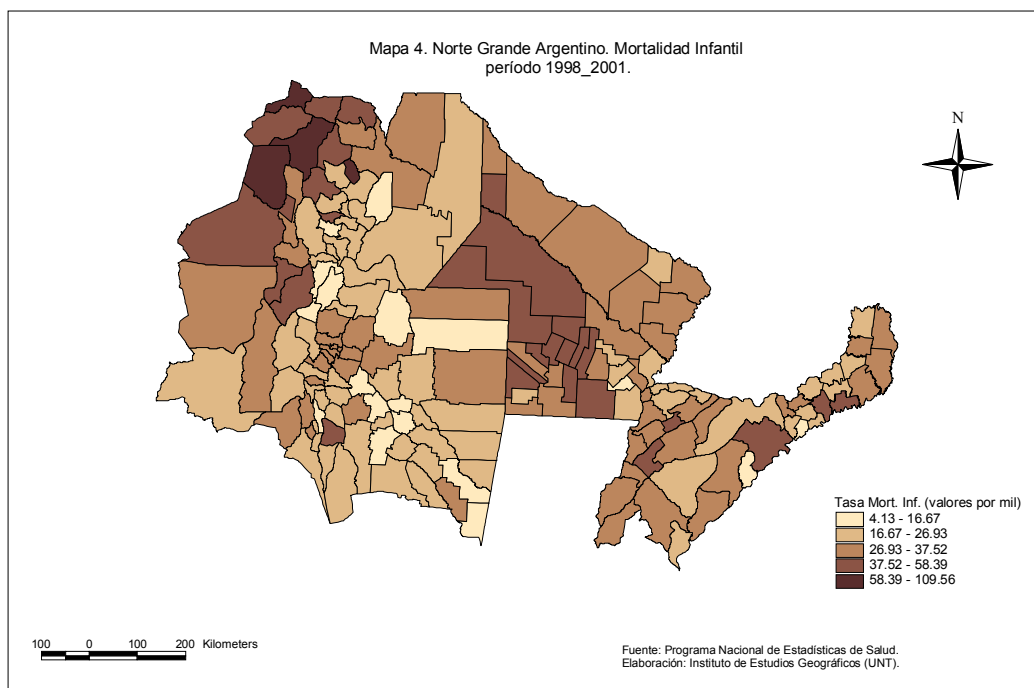 Mapa 4. Norte Grande Argentino. Mortalidad Infantil
período 1998_2001.
N
Tasa Mort. Inf. (valores por mil)
4.13 - 16.67
16.67 - 26.93
26.93 - 37.52
37.52 - 58.39
58.39 - 109.56
100 0 100 200 Kilometers
Fuente: Programa Nacional de Estadísticas de Salud.
Elaboración: Instituto de Estudios Geográficos (UNT).